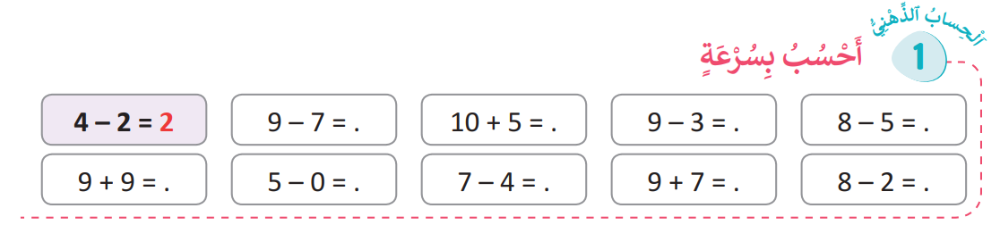 اَلْحِسابُ ٱلذِّهْنِيُّ
1 أَحْسُبُ بِسُرْعَةٍ
4 – 2 = 2 9 – 7 = . 10 + 5 = . 9 – 3 = . 8 – 5 = .
9 + 9 = . 5 – 0 = . 7 – 4 = . 9 + 7 = . 8 – 2 = .